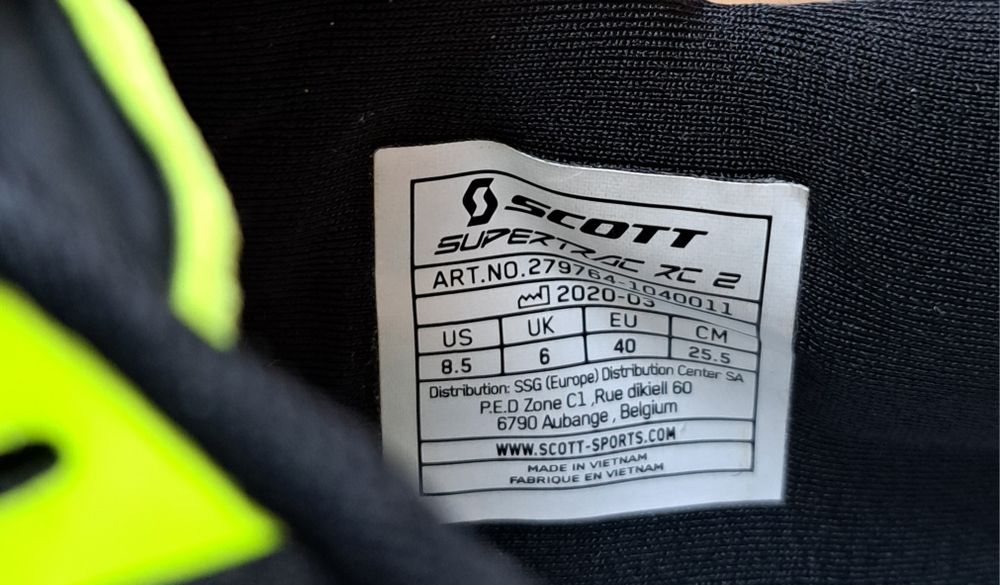 SCOTT
SUPERTRAC RC 2
ART.NO.279764-1040011
2020-03
US UK EU CM
8.5 6 40 25.5
Distribution: SSG (Europe) Distribution Center SA
P.E.D Zone C1 ,Rue dikiell 60
6790 Aubange , Belgium
WWW.SCOTT-SPORTS.COM
MADE IN VIETNAM
FABRIQUE EN VIETNAM